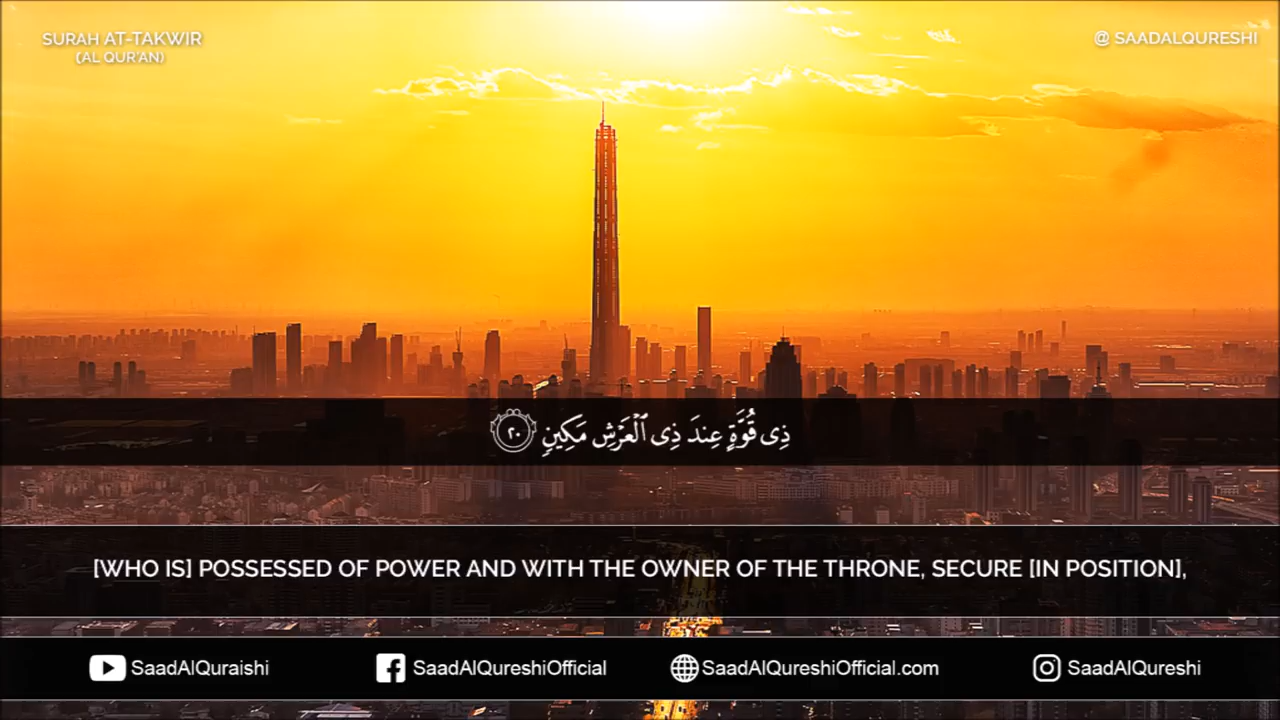 SURAH AT-TAKWIR
(AL QUR'AN)
@ SAADALQURESHI
ذِى قُوَّةٍ عِندَ ذِى ٱلْعَرْشِ مَكِينٍۢ ٢٠
[WHO IS] POSSESSED OF POWER AND WITH THE OWNER OF THE THRONE, SECURE [IN POSITION],
SaadAlQuraishi
SaadAlQureshiOfficial
SaadAlQureshiOfficial.com
SaadAlQureshi